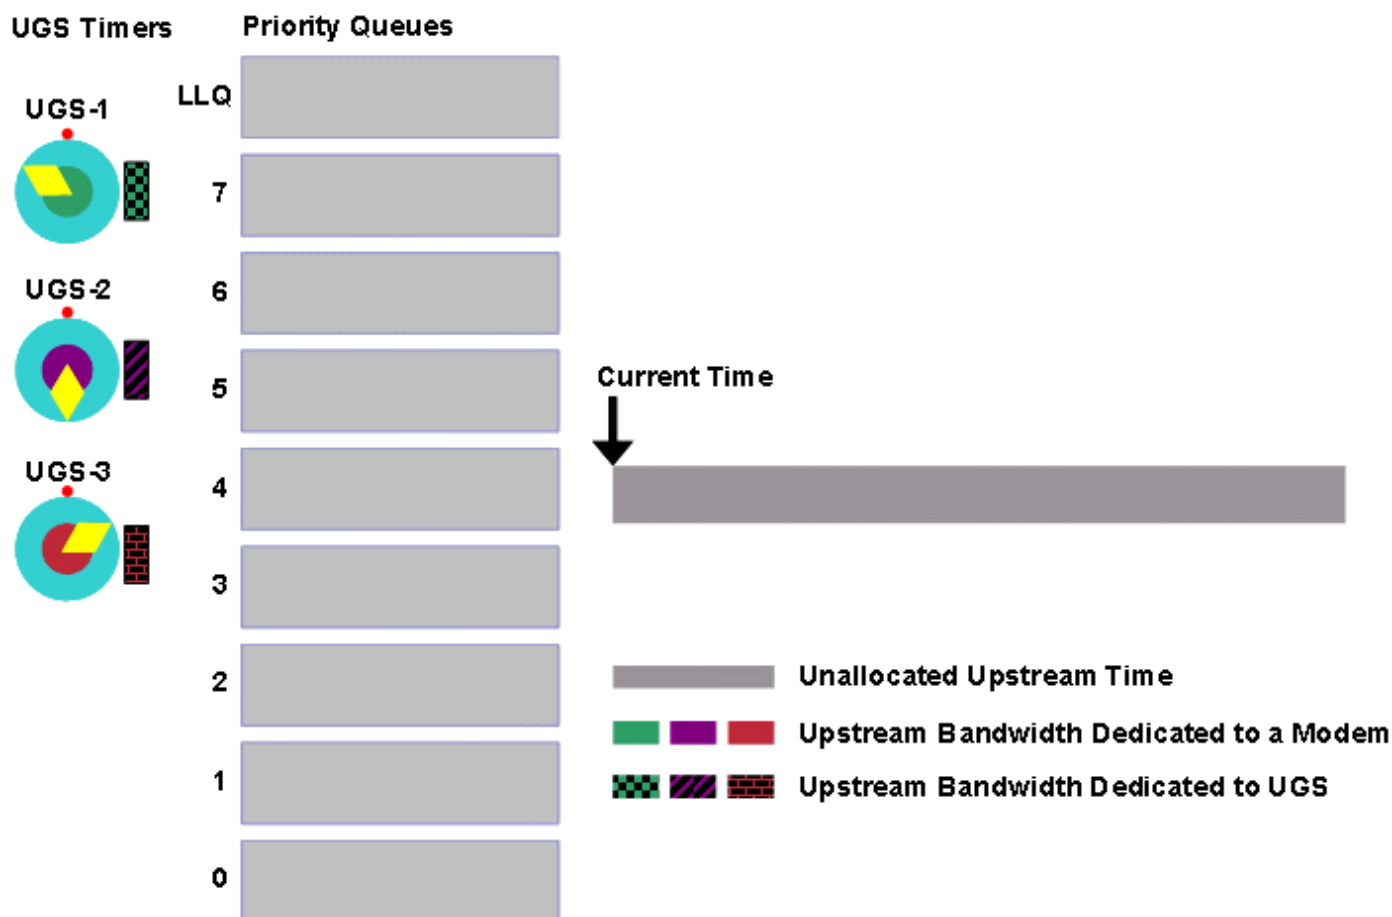 UGS Timers
Priority Queues
UGS-1
UGS-2
UGS-3
LLQ
7
6
5
4
3
2
1
0
Current Time
Unallocated Upstream Time
Upstream Bandwidth Dedicated to a Modem
Upstream Bandwidth Dedicated to UGS